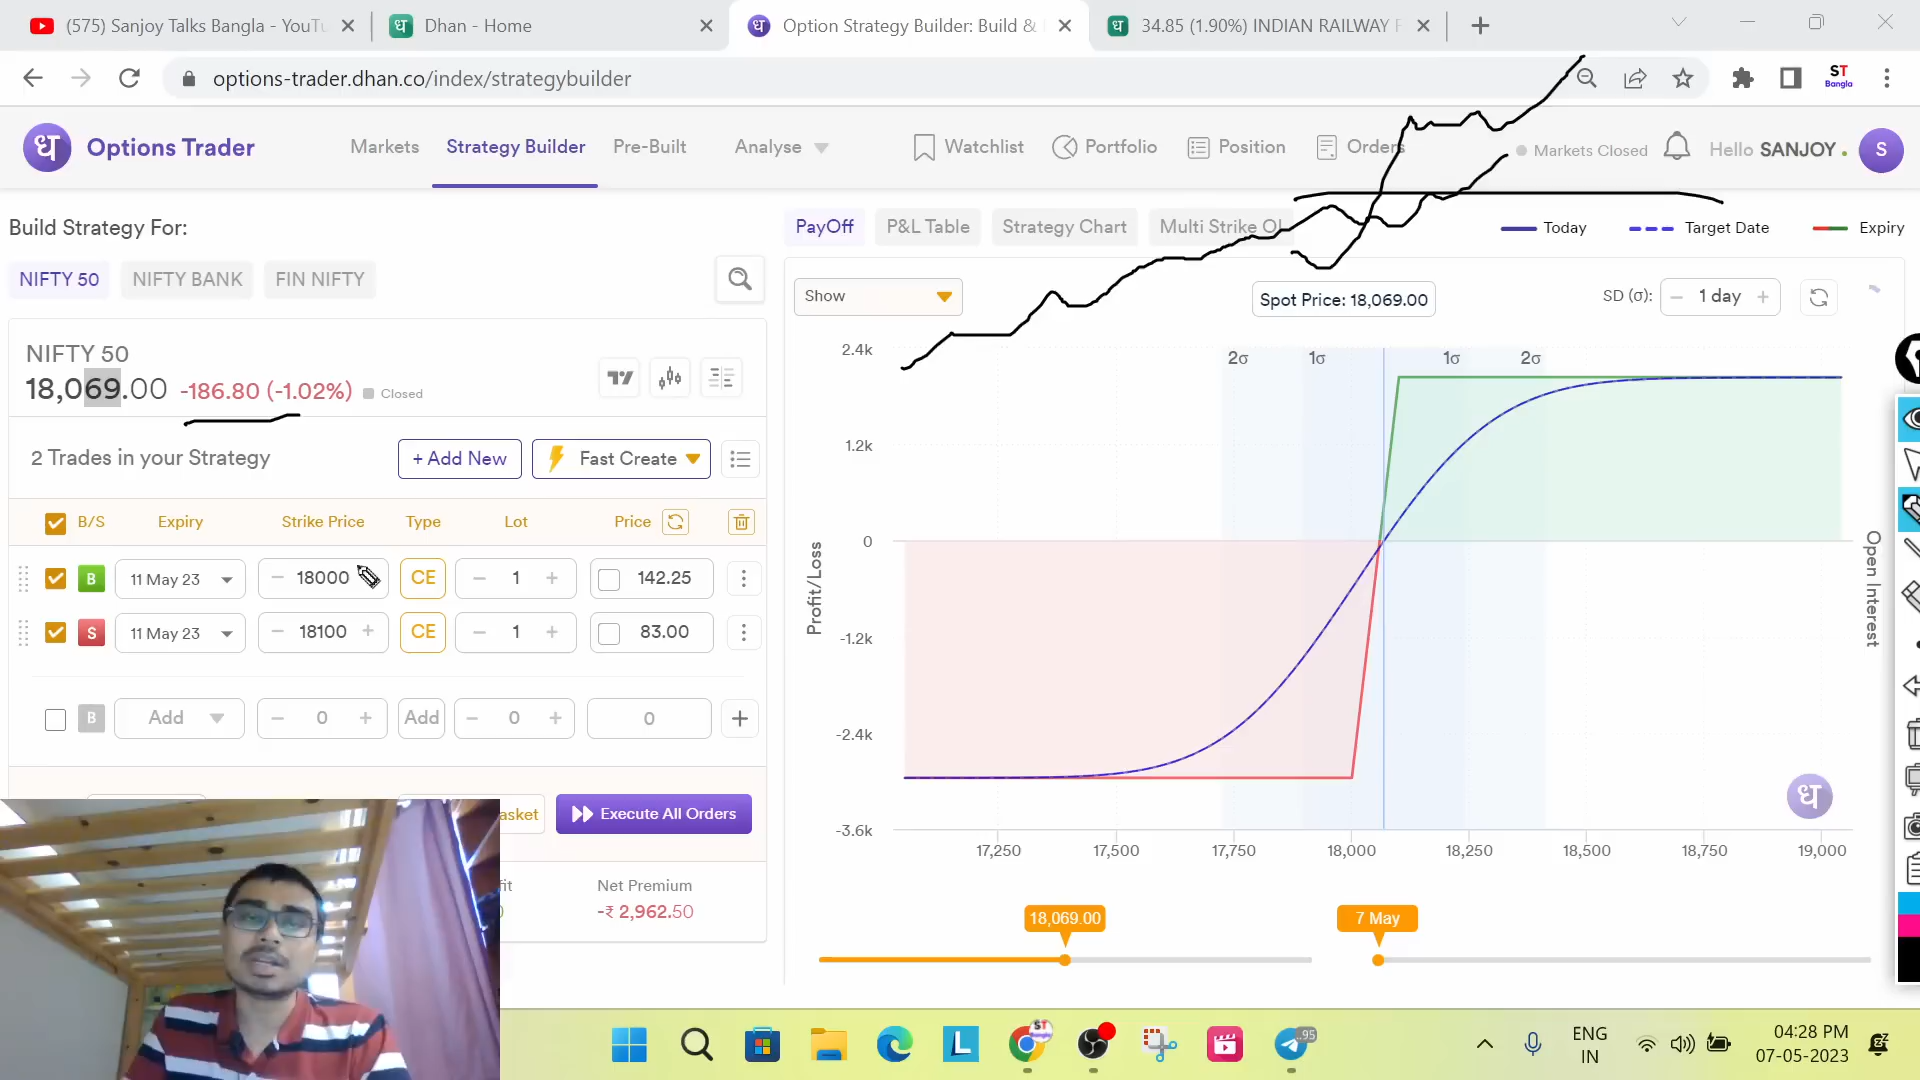 (575) Sanjoy Talks Bangla - YouTu
Dhan - Home
Option Strategy Builder: Build &
34.85 (1.90%) INDIAN RAILWAY F
options-trader.dhan.co/index/strategybuilder
ST
Bangla
ध
Options Trader
Markets
Strategy Builder
Pre-Built
Analyse
Watchlist
Portfolio
Position
Orders
Markets Closed
Hello SANJOY .
S
Build Strategy For:
NIFTY 50
NIFTY BANK
FIN NIFTY
PayOff
P&L Table
Strategy Chart
Multi Strike OI
Today
Target Date
Expiry
Show
Spot Price: 18,069.00
SD (σ):
1 day
NIFTY 50
18,069.00 -186.80 (-1.02%) Closed
2 Trades in your Strategy
+ Add New
Fast Create
B/S Expiry Strike Price Type Lot Price
B 11 May 23 − 18000 CE − 1 + 142.25
S 11 May 23 − 18100 + CE − 1 + 83.00
B Add − 0 + Add − 0 + 0 +
asket
Execute All Orders
fit
Net Premium
0
-₹ 2,962.50
2σ 1σ 1σ 2σ
2.4k
1.2k
0
-1.2k
-2.4k
-3.6k
Profit/Loss
Open Interest
17,250 17,500 17,750 18,000 18,250 18,500 18,750 19,000
ध
18,069.00
7 May
ST
L
95
ENG
IN
04:28 PM
07-05-2023